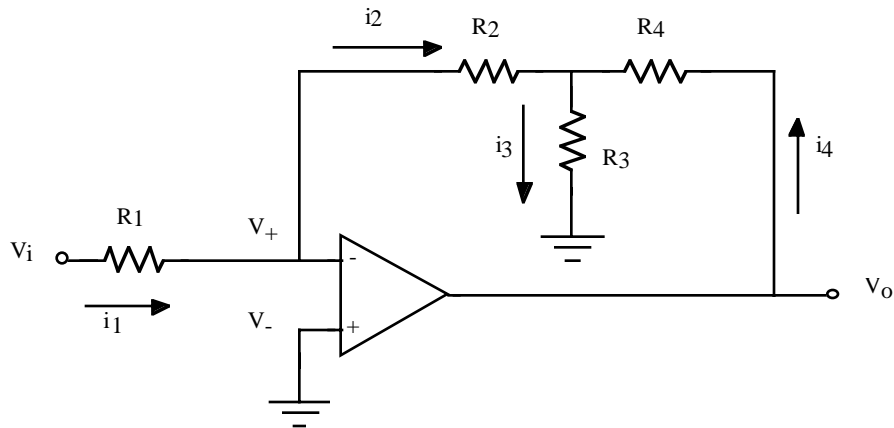 i2
R2
R4
i3
R3
i4
R1
V+
Vi
-
i1
V-
+
Vo